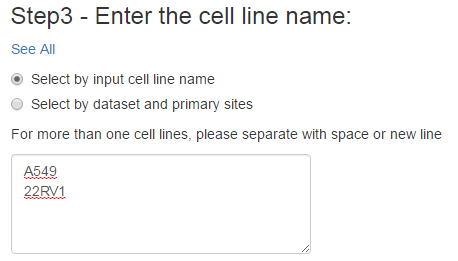 Step3 - Enter the cell line name:
See All
Select by input cell line name
Select by dataset and primary sites
For more than one cell lines, please separate with space or new line
A549
22RV1